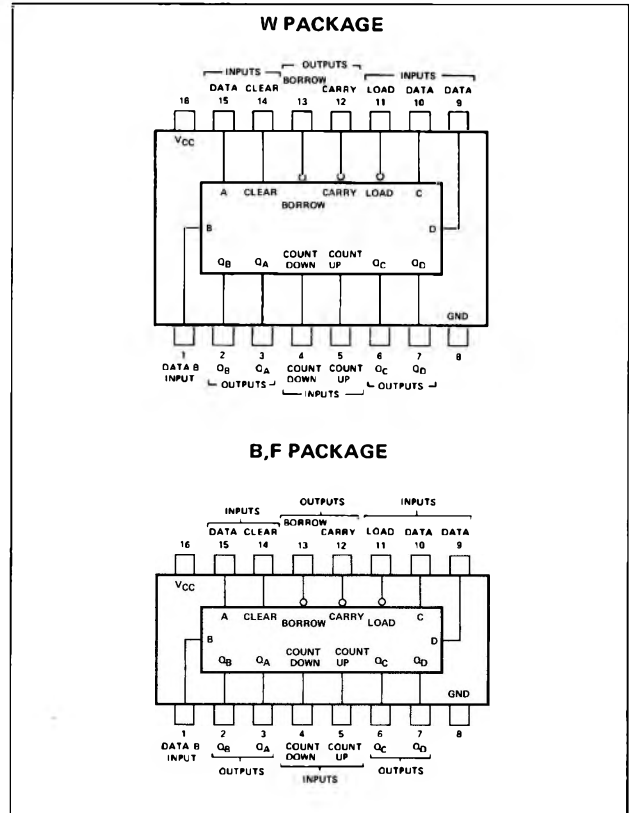 W PACKAGE
OUTPUTS
INPUTS BORROW INPUTS
DATA CLEAR CARRY LOAD DATA DATA
16 15 14 13 12 11 10 9
VCC
A CLEAR CARRY LOAD C
BORROW
B D
QB QA COUNT DOWN COUNT UP QC QD
GND
1 2 3 4 5 6 7 8
DATA B INPUT QB QA COUNT DOWN COUNT UP QC QD
OUTPUTS OUTPUTS
INPUTS
B,F PACKAGE
OUTPUTS
INPUTS INPUTS
BORROW
DATA CLEAR CARRY LOAD DATA DATA
16 15 14 13 12 11 10 9
VCC
A CLEAR BORROW CARRY LOAD C
B D
QB QA COUNT DOWN COUNT UP QC QD
GND
1 2 3 4 5 6 7 8
DATA B INPUT QB QA COUNT DOWN COUNT UP QC QD
OUTPUTS OUTPUTS
INPUTS